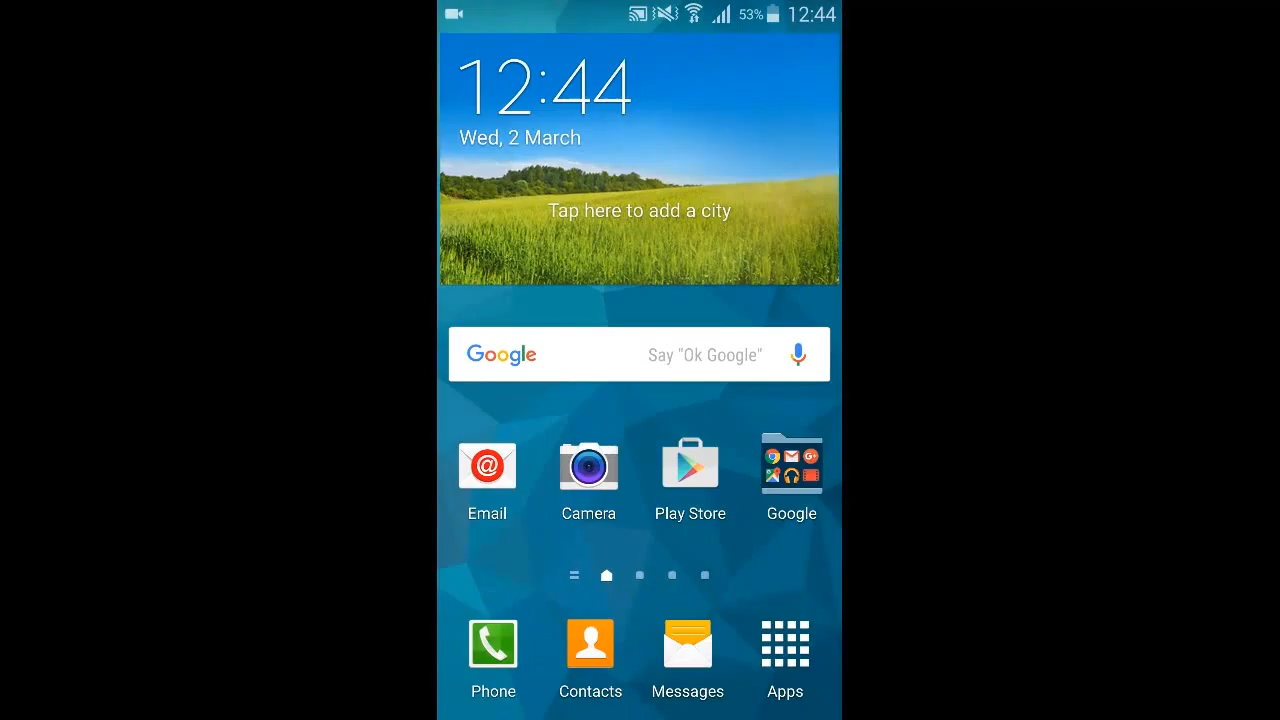 53% 12:44
12:44
Wed, 2 March
Tap here to add a city
Google Say "Ok Google"
Email Camera Play Store Google
Phone Contacts Messages Apps